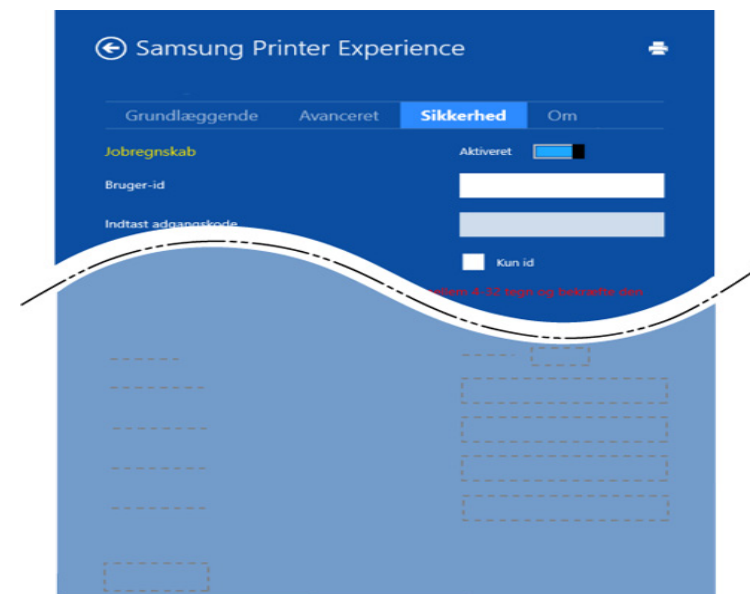 Samsung Printer Experience
Grundlæggende Avanceret Sikkerhed Om
Jobregnskab Aktiveret
Bruger-id
Indtast adgangskode
Kun id
4-32 tegn og bekræfte den